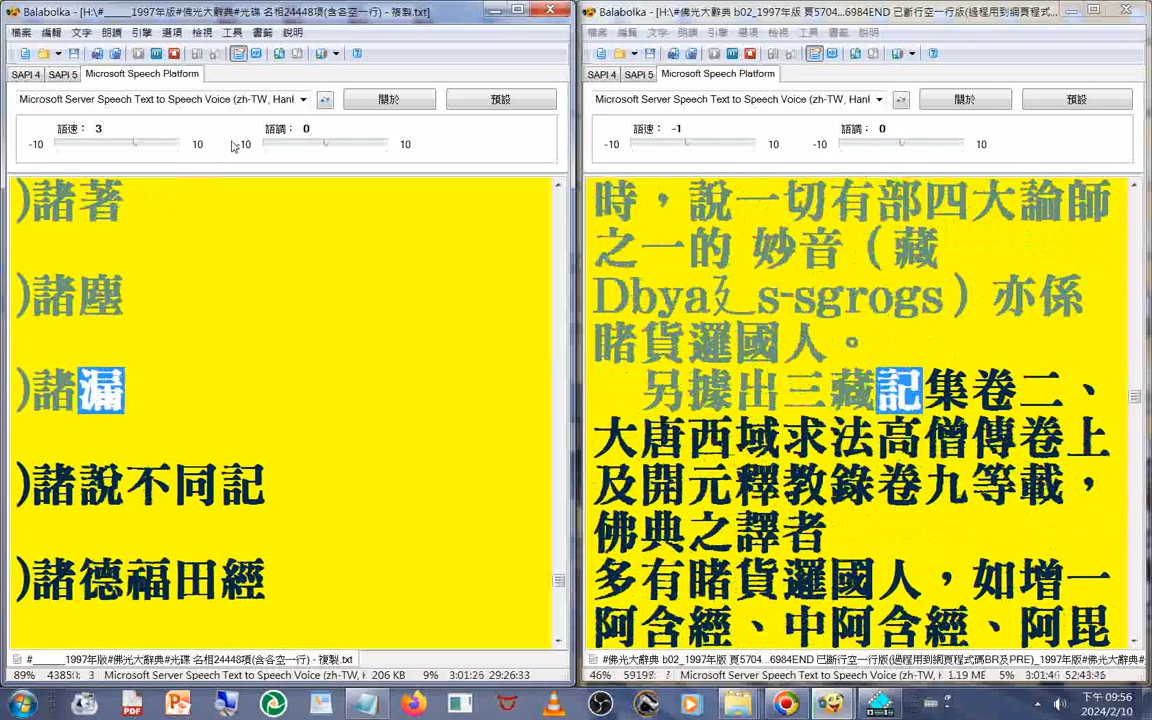 Balabolka - [H:\#_____1997年版#佛光大辭典#光碟 名相24448項(含各空一行) - 複製.txt]
檔案 編輯 文字 朗讀 引擎 選項 檢視 工具 書籤 說明
SAPI 4 SAPI 5 Microsoft Speech Platform
Microsoft Server Speech Text to Speech Voice (zh-TW, Hanl
關於
預設
語速： 3
語調： 0
-10 10 -10 10
)諸著
)諸塵
)諸漏
)諸說不同記
)諸德福田經
#_____1997年版#佛光大辭典#光碟 名相24448項(含各空一行) - 複製.txt
89% 3 Microsoft Server Speech Text to Speech Voice (zh-TW, H 206 KB 9% 3:01:26 29:26:33
Balabolka - [H:\#佛光大辭典 b02_1997年版 頁5704...6984END 已斷行空一行版(過程用到網頁程式...
檔案 編輯 文字 朗讀 引擎 選項 檢視 工具 書籤 說明
SAPI 4 SAPI 5 Microsoft Speech Platform
Microsoft Server Speech Text to Speech Voice (zh-TW, Hanl
關於
預設
語速： -1
語調： 0
-10 10 -10 10
時，說一切有部四大論師
之一的 妙音（藏
Dbya廴_s-sgrogs）亦係
睹貨邏國人。
另據出三藏記集卷二、
大唐西域求法高僧傳卷上
及開元釋教錄卷九等載，
佛典之譯者
多有睹貨邏國人，如增一
阿含經、中阿含經、阿毘
#佛光大辭典 b02_1997年版 頁5704...6984END 已斷行空一行版(過程用到網頁程式碼BR及PRE)_1997年版#佛光大辭典#
46% Microsoft Server Speech Text to Speech Voice (zh-TW, H 1.19 MB 5%
下午 09:56
2024/2/10